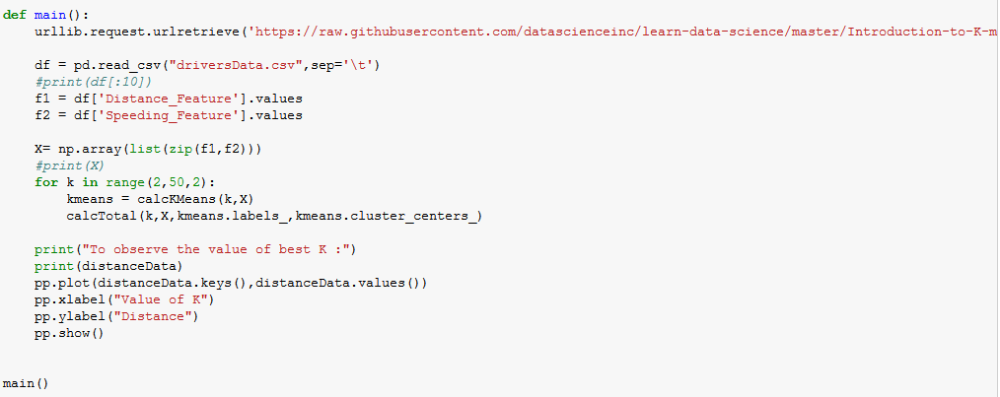 def main():
    urllib.request.urlretrieve('https://raw.githubusercontent.com/datascienceinc/learn-data-science/master/Introduction-to-K-m
    df = pd.read_csv("driversData.csv",sep='\t')
    #print(df[:10])
    f1 = df['Distance_Feature'].values
    f2 = df['Speeding_Feature'].values
    X= np.array(list(zip(f1,f2)))
    #print(X)
    for k in range(2,50,2):
        kmeans = calcKMeans(k,X)
        calcTotal(k,X,kmeans.labels_,kmeans.cluster_centers_)
    print("To observe the value of best K :")
    print(distanceData)
    pp.plot(distanceData.keys(),distanceData.values())
    pp.xlabel("Value of K")
    pp.ylabel("Distance")
    pp.show()
main()